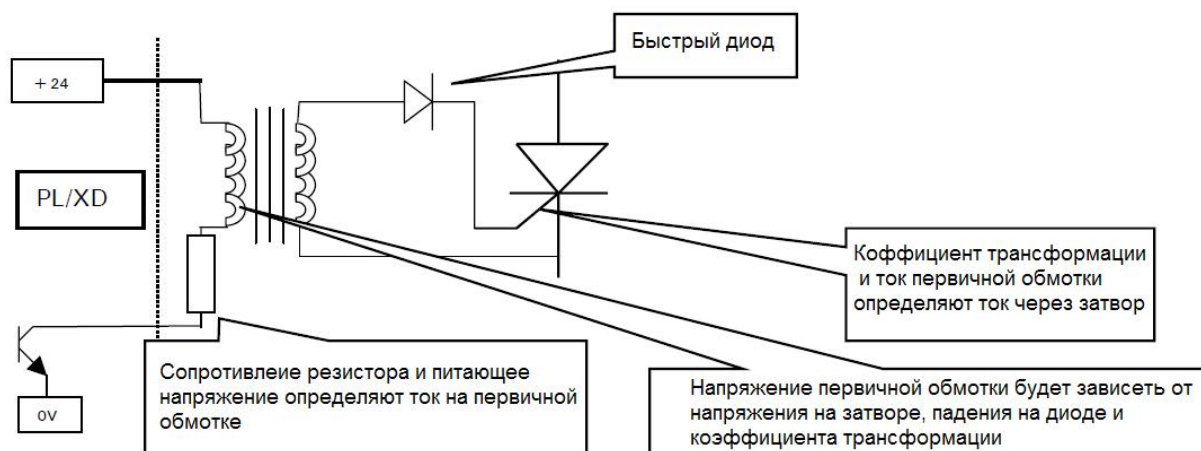 Быстрый диод
+ 24
PL/XD
Коффициент трансформации
и ток первичной обмотки
определяют ток через затвор
Сопротивлеие резистора и питающее
напряжение определяют ток на первичной
обмотке
Напряжение первичной обмотки будет зависеть от
напряжения на затворе, падения на диоде и
коэффициента трансформации
0V